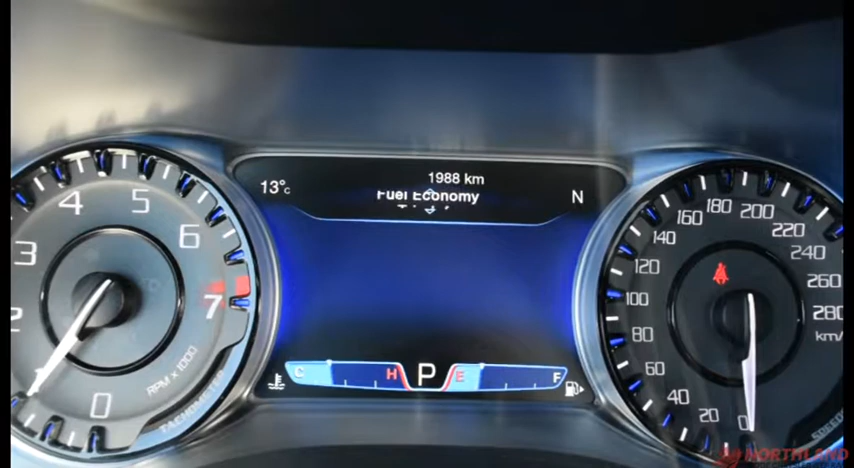 1988 km
13°C
Fuel Economy
N
2
3
4
5
6
7
1
0
RPM x 1000
TACHOMETER
C
H
P
E
F
0
20
40
60
80
100
120
140
160
180
200
220
240
260
280
km/h
NORTHLAND